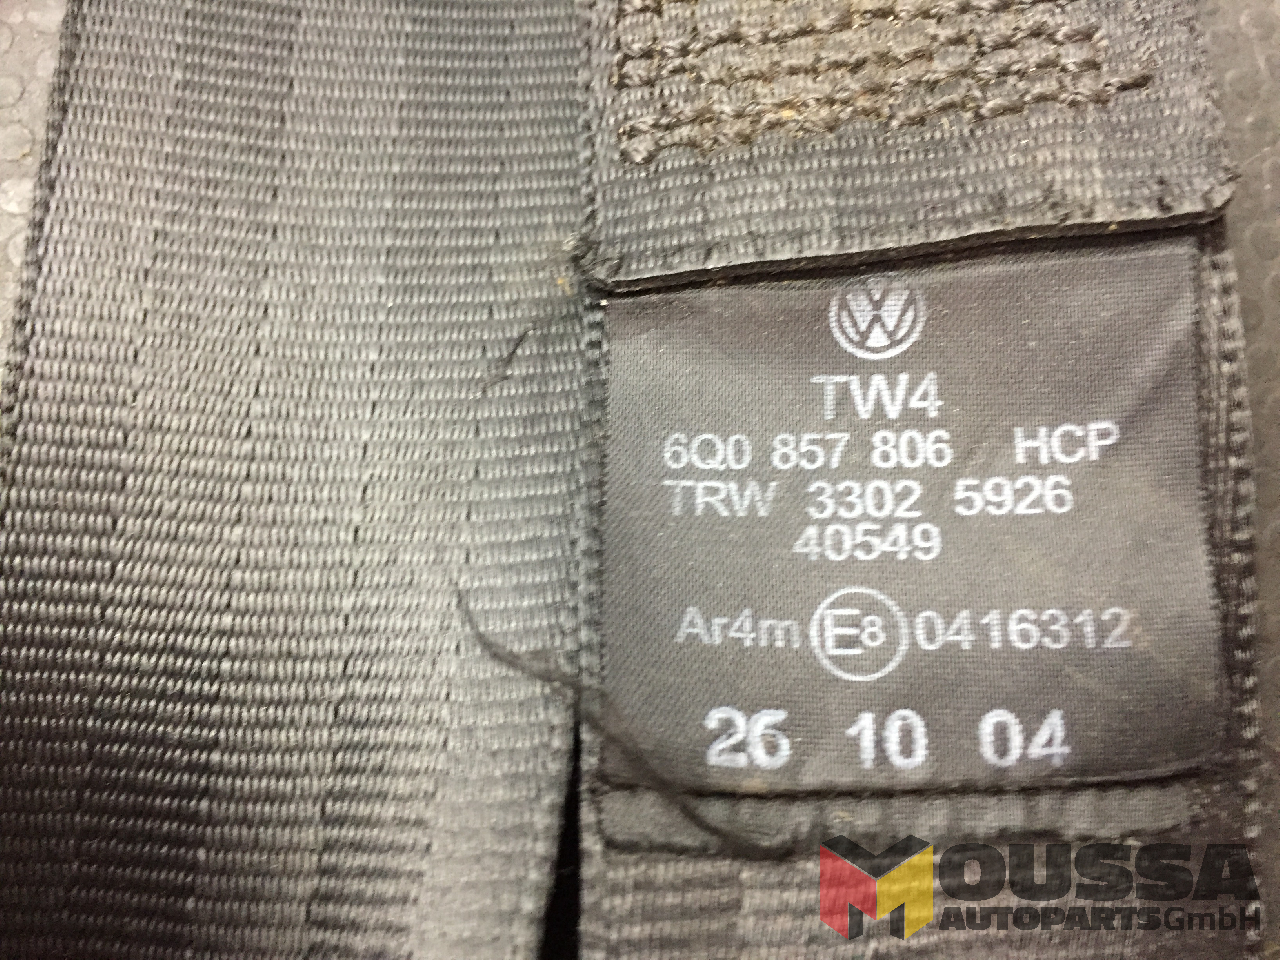 TW4
6Q0 857 806 HCP
TRW 3302 5926
40549
Ar4m E8 0416312
26 10 04
MOUSSA
AUTOPARTS GmbH